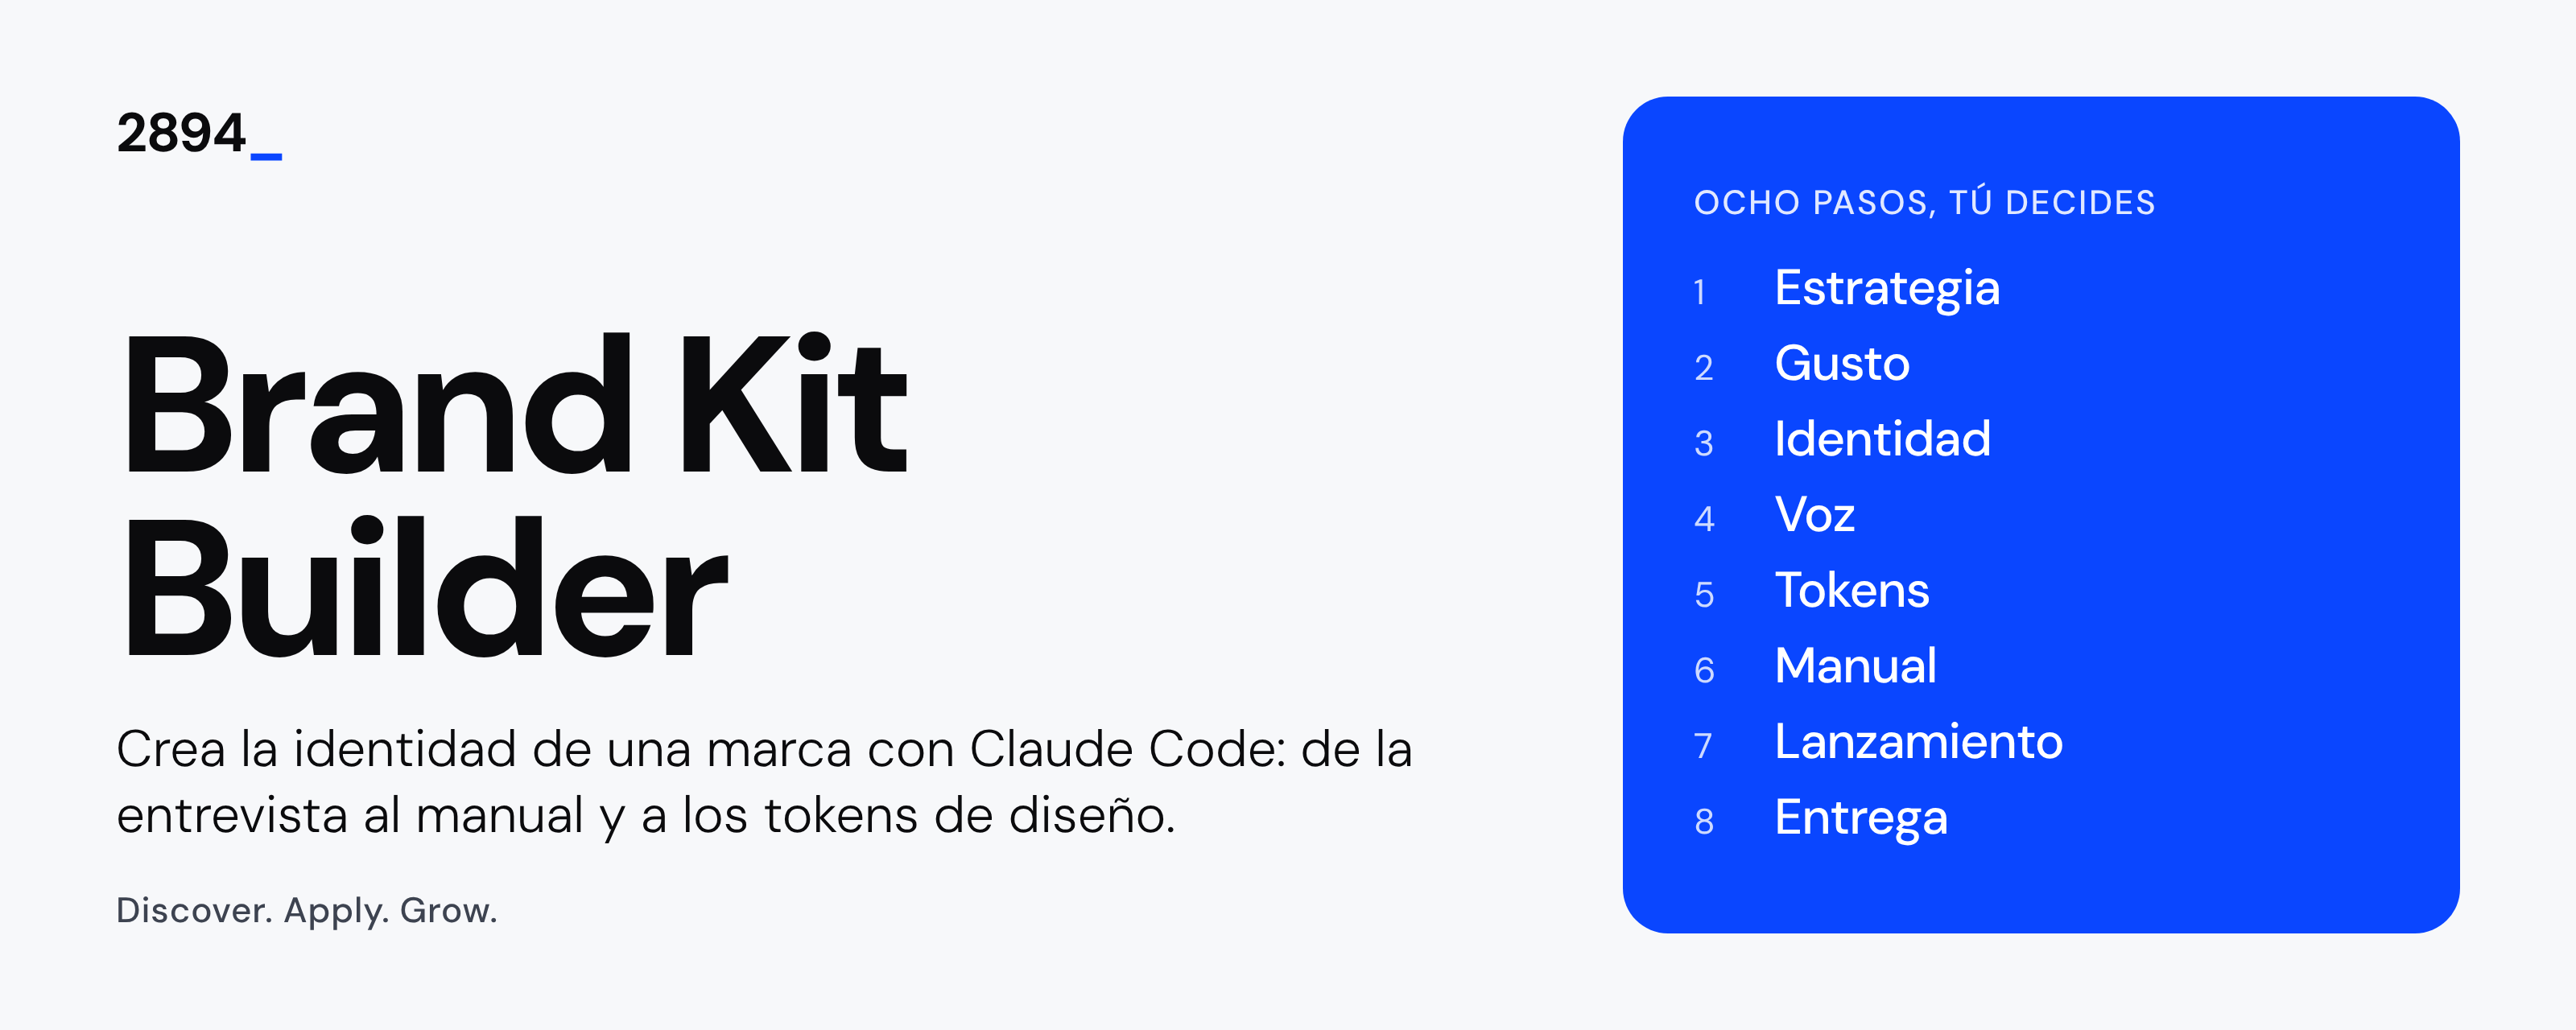 2894_
Brand Kit
Builder
Crea la identidad de una marca con Claude Code: de la
entrevista al manual y a los tokens de diseño.
Discover. Apply. Grow.
OCHO PASOS, TÚ DECIDES
1 Estrategia
2 Gusto
3 Identidad
4 Voz
5 Tokens
6 Manual
7 Lanzamiento
8 Entrega